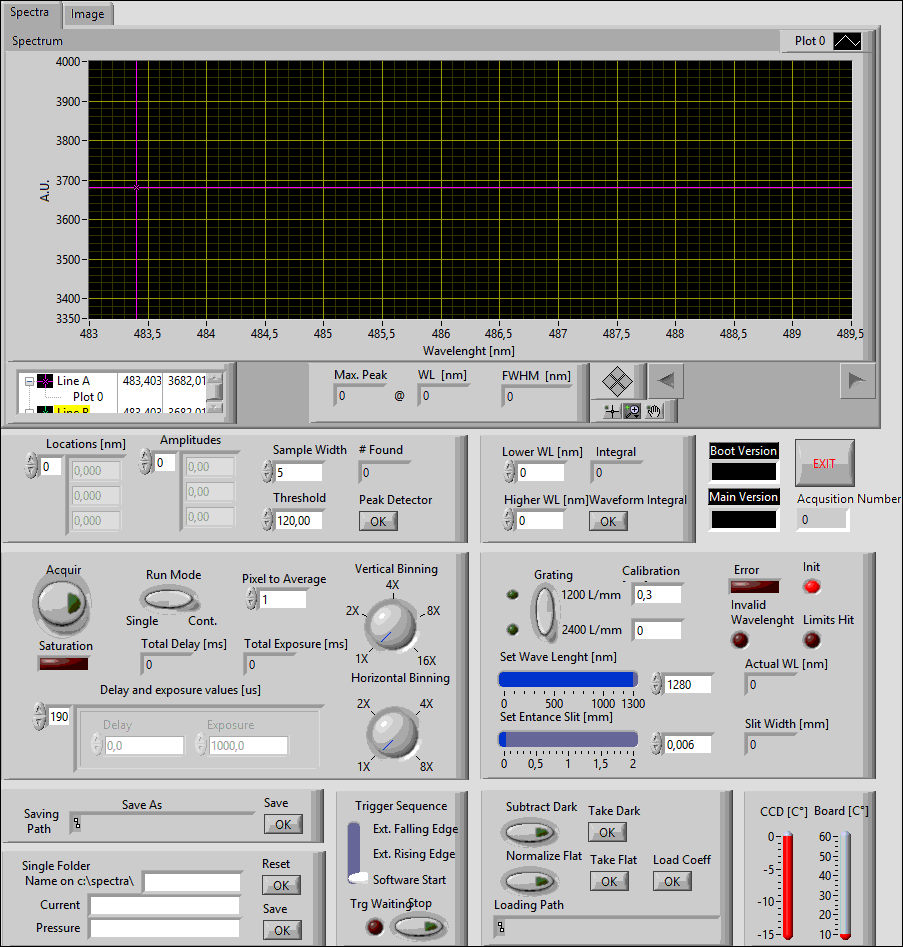 Spectra Image
Spectrum
Plot 0
4000
3900
3800
3700
3600
3500
3400
3350
A.U.
483 483,5 484 484,5 485 485,5 486 486,5 487 487,5 488 488,5 489 489,5
Wavelenght [nm]
Line A 483,403 3682,01
Plot 0
Line B 483,403 3682,01
Max. Peak WL [nm] FWHM [nm]
0 @ 0 0
Locations [nm] Amplitudes
0 0,000 0 0,00
0,000 0,00
0,000 0,00
Sample Width # Found
5 0
Threshold Peak Detector
120,00 OK
Lower WL [nm] Integral
0 0
Higher WL [nm] Waveform Integral
0 OK
Boot Version
Main Version
EXIT
Acqusition Number
0
Acquir
Saturation
Run Mode
Single Cont.
Pixel to Average
1
Total Delay [ms] Total Exposure [ms]
0 0
Delay and exposure values [us]
190
Delay Exposure
0,0 1000,0
Vertical Binning
4X
2X 8X
1X 16X
Horizontal Binning
2X 4X
1X 8X
Grating Calibration
1200 L/mm 0,3
2400 L/mm 0
Error Init
Invalid
Wavelenght Limits Hit
Set Wave Lenght [nm]
1280
0 500 1000 1300
Actual WL [nm]
0
Set Entance Slit [mm]
0,006
0 0,5 1 1,5 2
Slit Width [mm]
0
Saving
Path
Save As
Save
OK
Single Folder
Name on c:\spectra\
Current
Pressure
Reset
OK
Save
OK
Trigger Sequence
Ext. Falling Edge
Ext. Rising Edge
Software Start
Trg Waiting Stop
Subtract Dark Take Dark
OK
Normalize Flat Take Flat Load Coeff
OK OK
Loading Path
CCD [C°] Board [C°]
0 60
50
-5 40
30
-10 20
-15 10